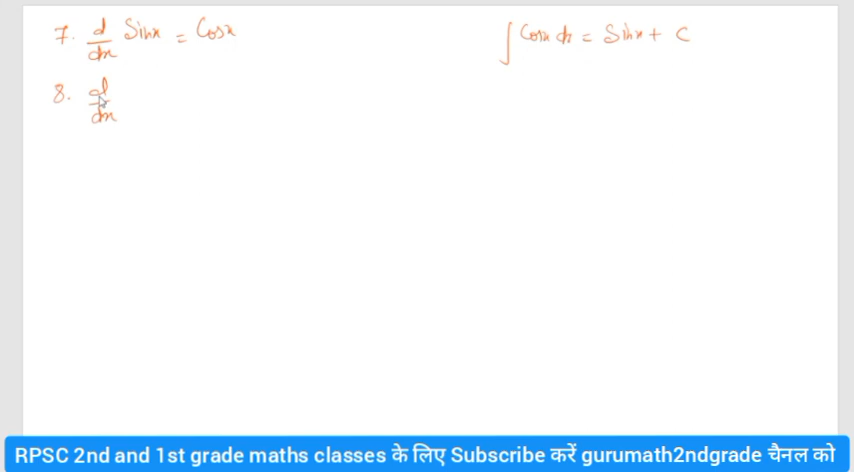 7. d/dx Sinx = Cosx ∫ Cosx dx = Sinx + C
8. d/dx
RPSC 2nd and 1st grade maths classes के लिए Subscribe करें gurumath2ndgrade चैनल को